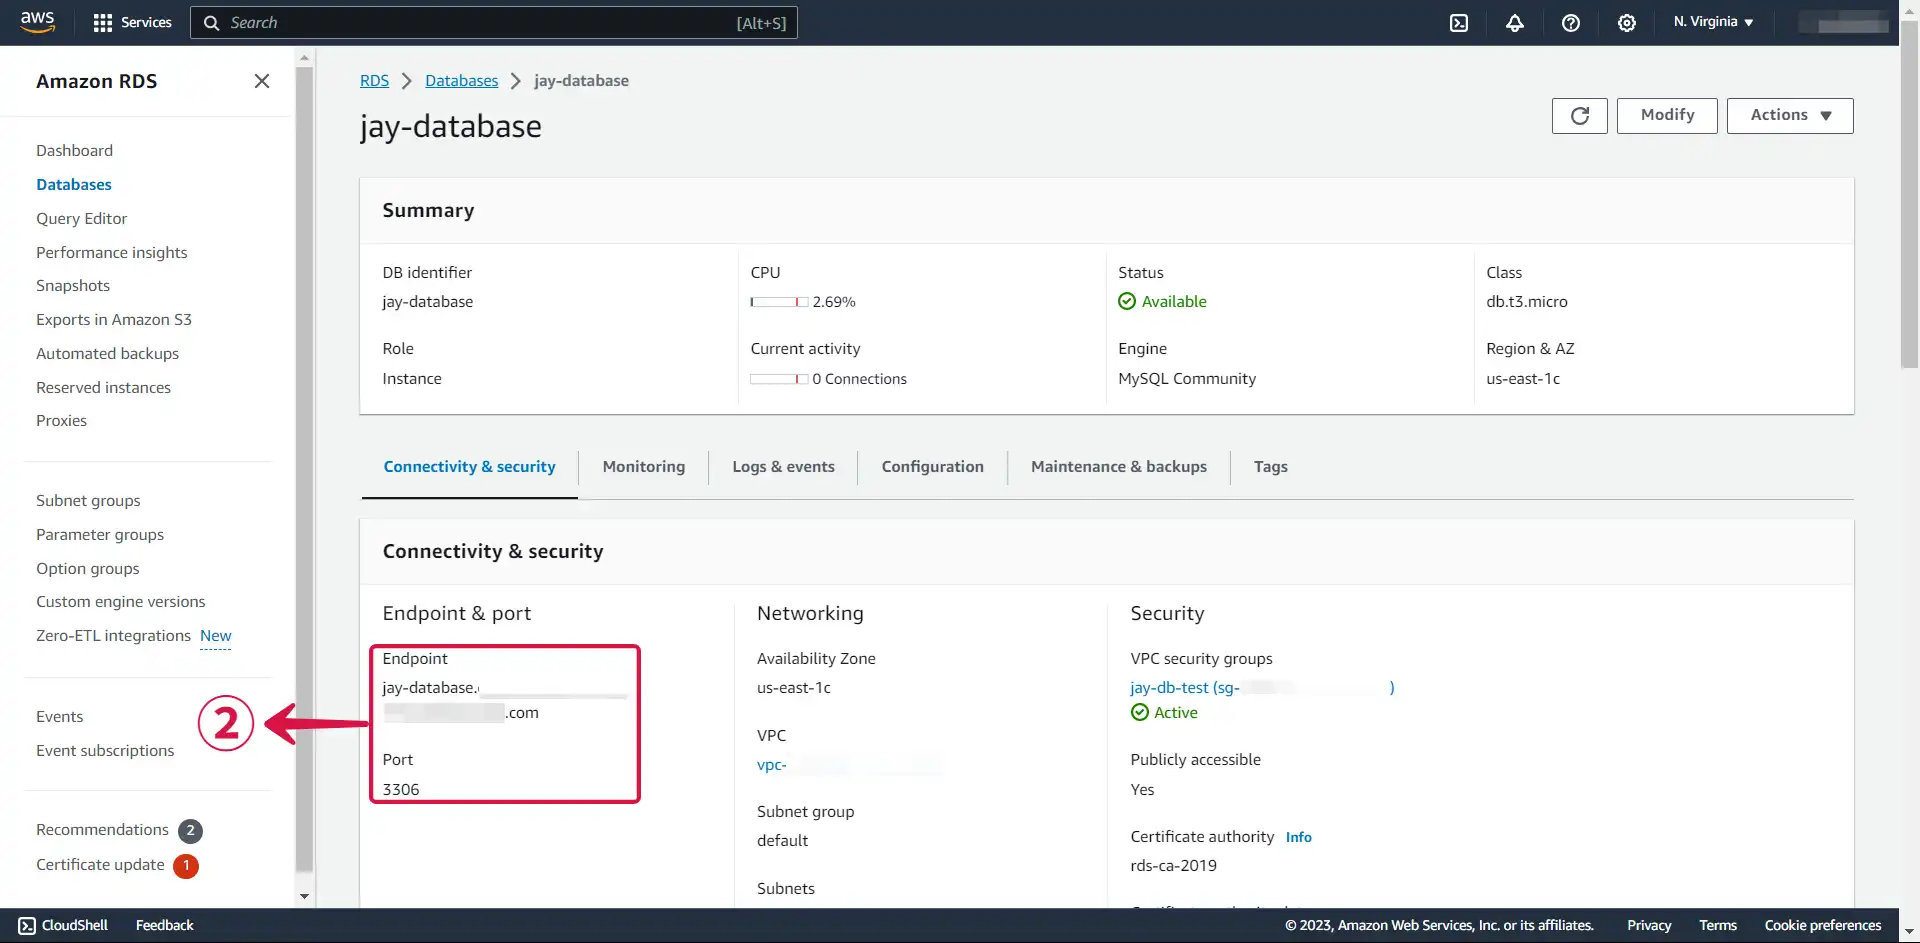 aws
Services
Search
[Alt+S]
N. Virginia
Amazon RDS
Dashboard
Databases
Query Editor
Performance insights
Snapshots
Exports in Amazon S3
Automated backups
Reserved instances
Proxies
Subnet groups
Parameter groups
Option groups
Custom engine versions
Zero-ETL integrations New
Events
Event subscriptions
Recommendations 2
Certificate update 1
2
RDS
Databases
jay-database
jay-database
Modify
Actions
Summary
DB identifier
jay-database
CPU
2.69%
Status
Available
Class
db.t3.micro
Role
Instance
Current activity
0 Connections
Engine
MySQL Community
Region & AZ
us-east-1c
Connectivity & security
Monitoring
Logs & events
Configuration
Maintenance & backups
Tags
Connectivity & security
Endpoint & port
Endpoint
jay-database.
.com
Port
3306
Networking
Availability Zone
us-east-1c
VPC
vpc-
Subnet group
default
Subnets
Security
VPC security groups
jay-db-test (sg- )
Active
Publicly accessible
Yes
Certificate authority Info
rds-ca-2019
CloudShell
Feedback
© 2023, Amazon Web Services, Inc. or its affiliates.
Privacy
Terms
Cookie preferences